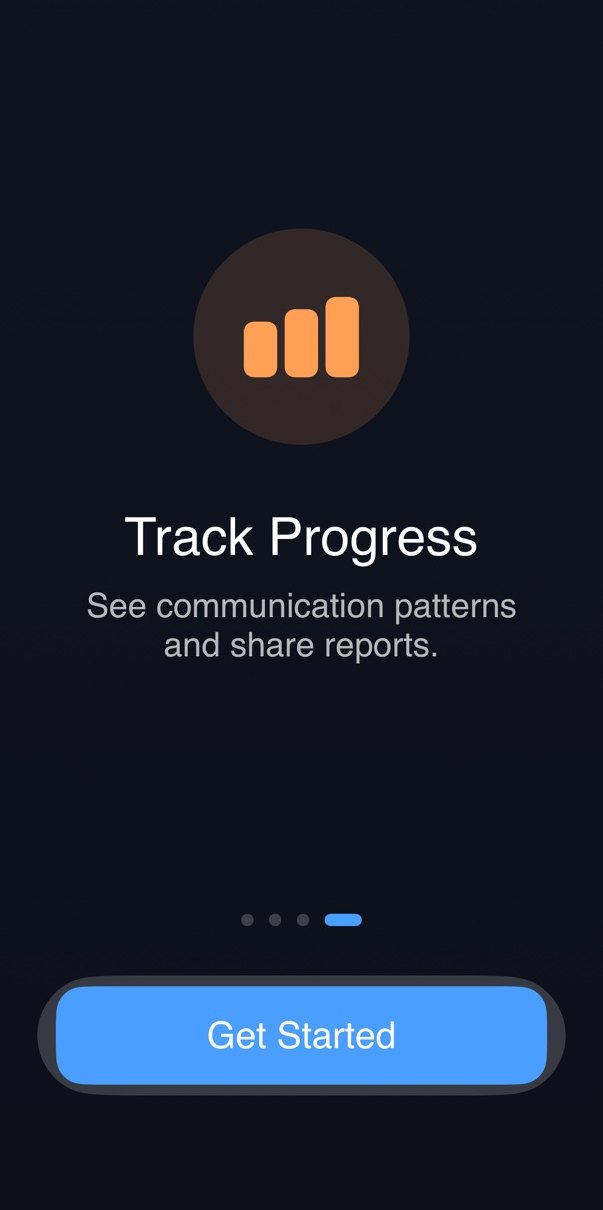 Track Progress
See communication patterns
and share reports.
Get Started